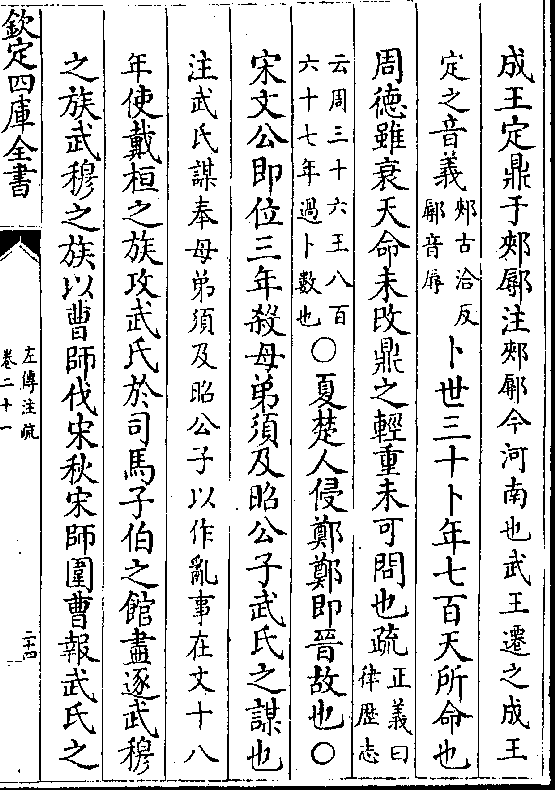 成王定鼎于郟鄏注郟鄏今河南也武王遷之成王
定之音義郟古洽反鄏音辱卜世三十卜年七百天所命也
周德雖衰天命未改鼎之輕重未可問也疏正義曰律歷志
云周三十六王八百六十七年過卜數也○夏楚人侵鄭鄭即晉故也○
宋文公即位三年殺母弟須及昭公子武氏之謀也
注武氏謀奉母弟須及昭公子以作亂事在文十八
年使戴桓之族攻武氏於司馬子伯之館盡逐武穆
之族武穆之族以曹師伐宋秋宋師圍曹報武氏之
欽定四庫全書
左傳注疏
卷二十一
二十四